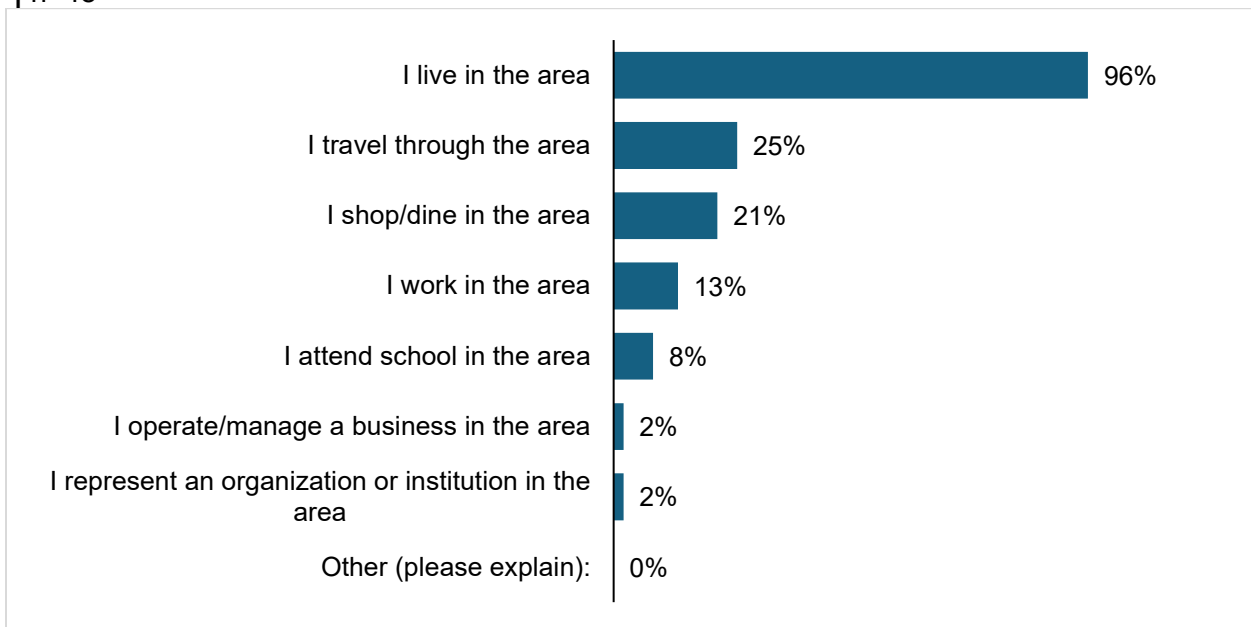 I live in the area
96%
I travel through the area
25%
I shop/dine in the area
21%
I work in the area
13%
I attend school in the area
8%
I operate/manage a business in the area
2%
I represent an organization or institution in the
area
2%
Other (please explain):
0%